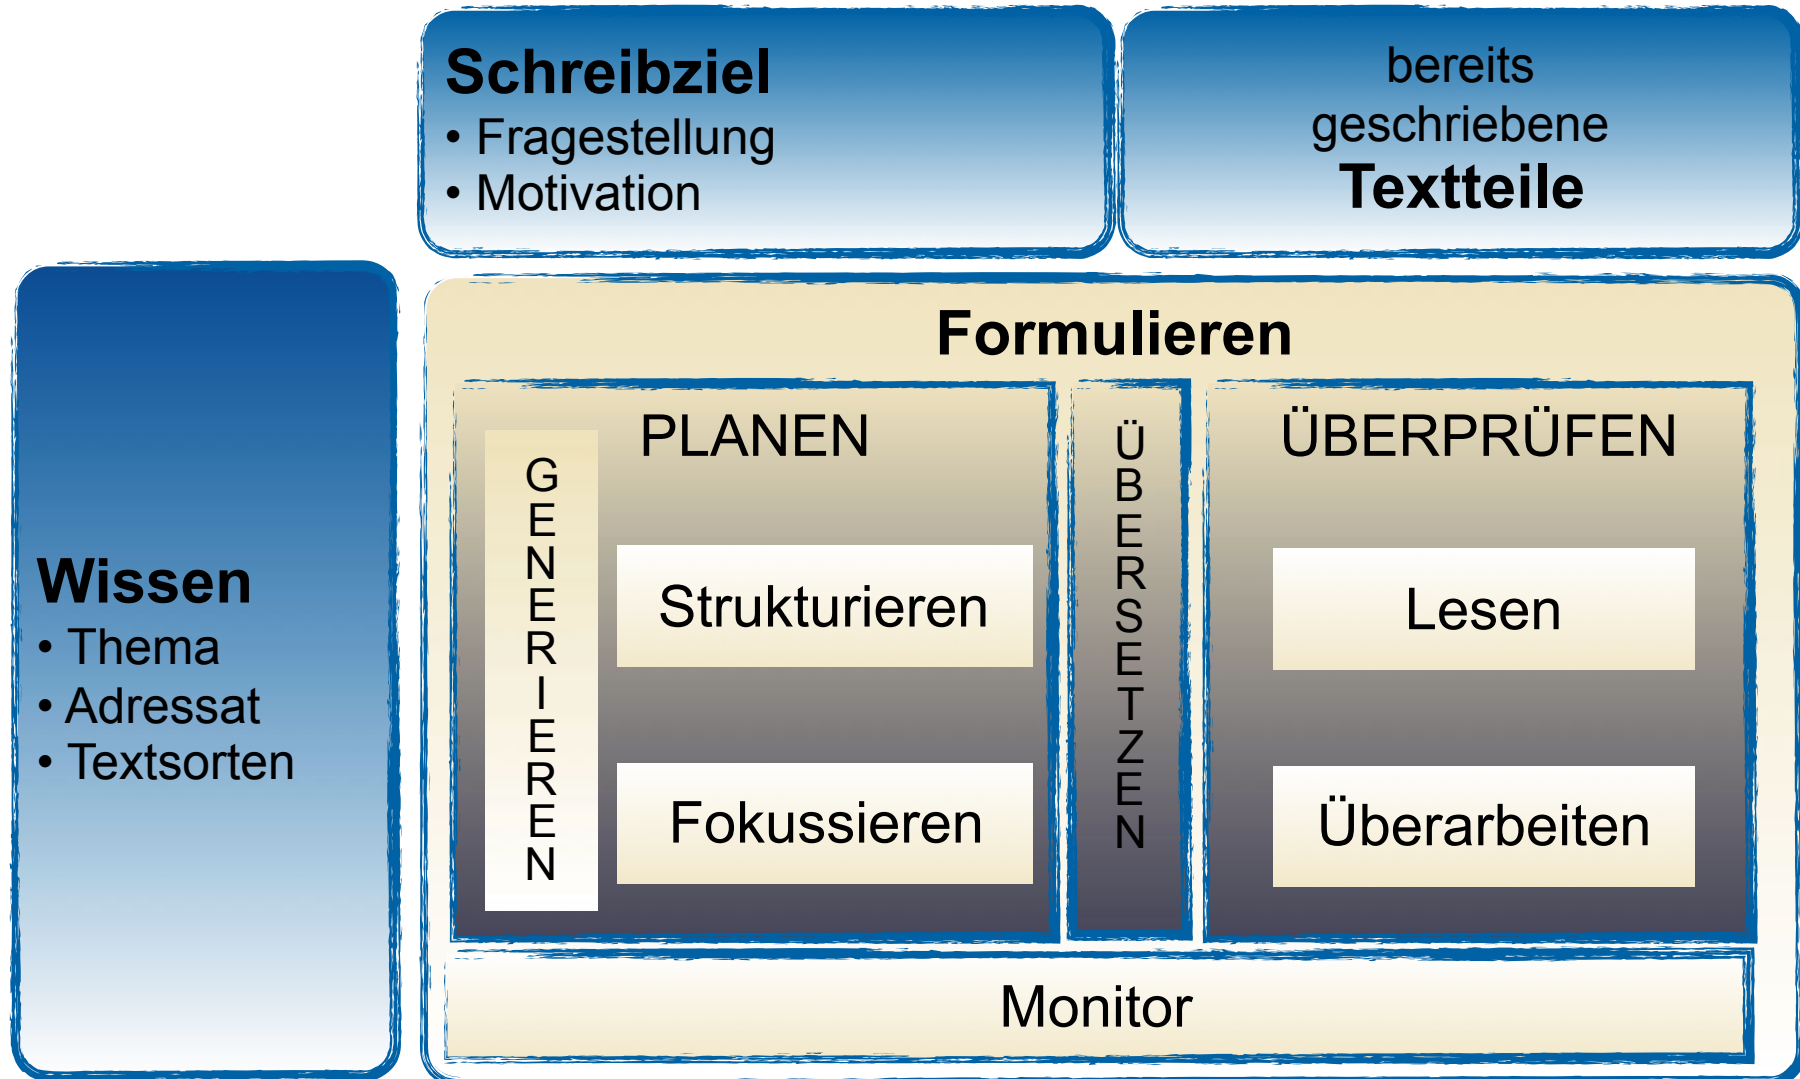 Schreibziel
• Fragestellung
• Motivation
bereits
geschriebene
Textteile
Wissen
• Thema
• Adressat
• Textsorten
Formulieren
PLANEN
GENERIEREN
Strukturieren
Fokussieren
ÜBERSETZEN
ÜBERPRÜFEN
Lesen
Überarbeiten
Monitor